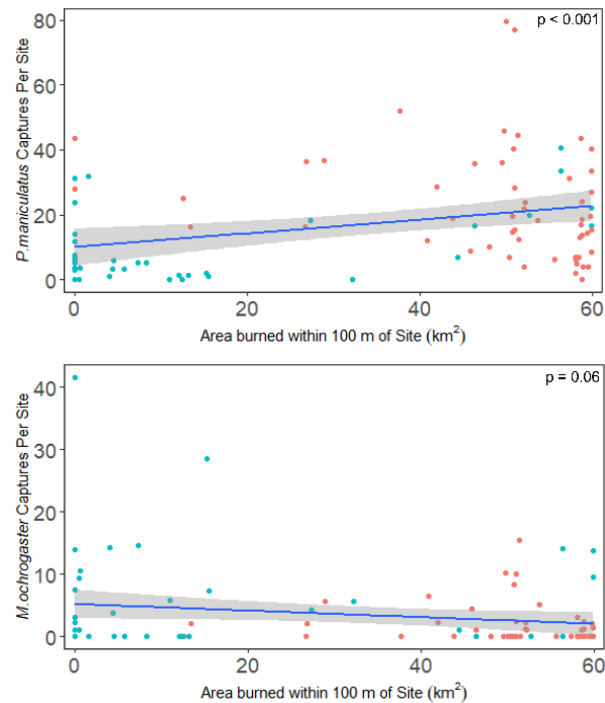 p < 0.001
80
60
40
20
0
P.maniculatus Captures Per Site
0 20 40 60
Area burned within 100 m of Site (km²)
p = 0.06
40
30
20
10
0
M.ochrogaster Captures Per Site
0 20 40 60
Area burned within 100 m of Site (km²)